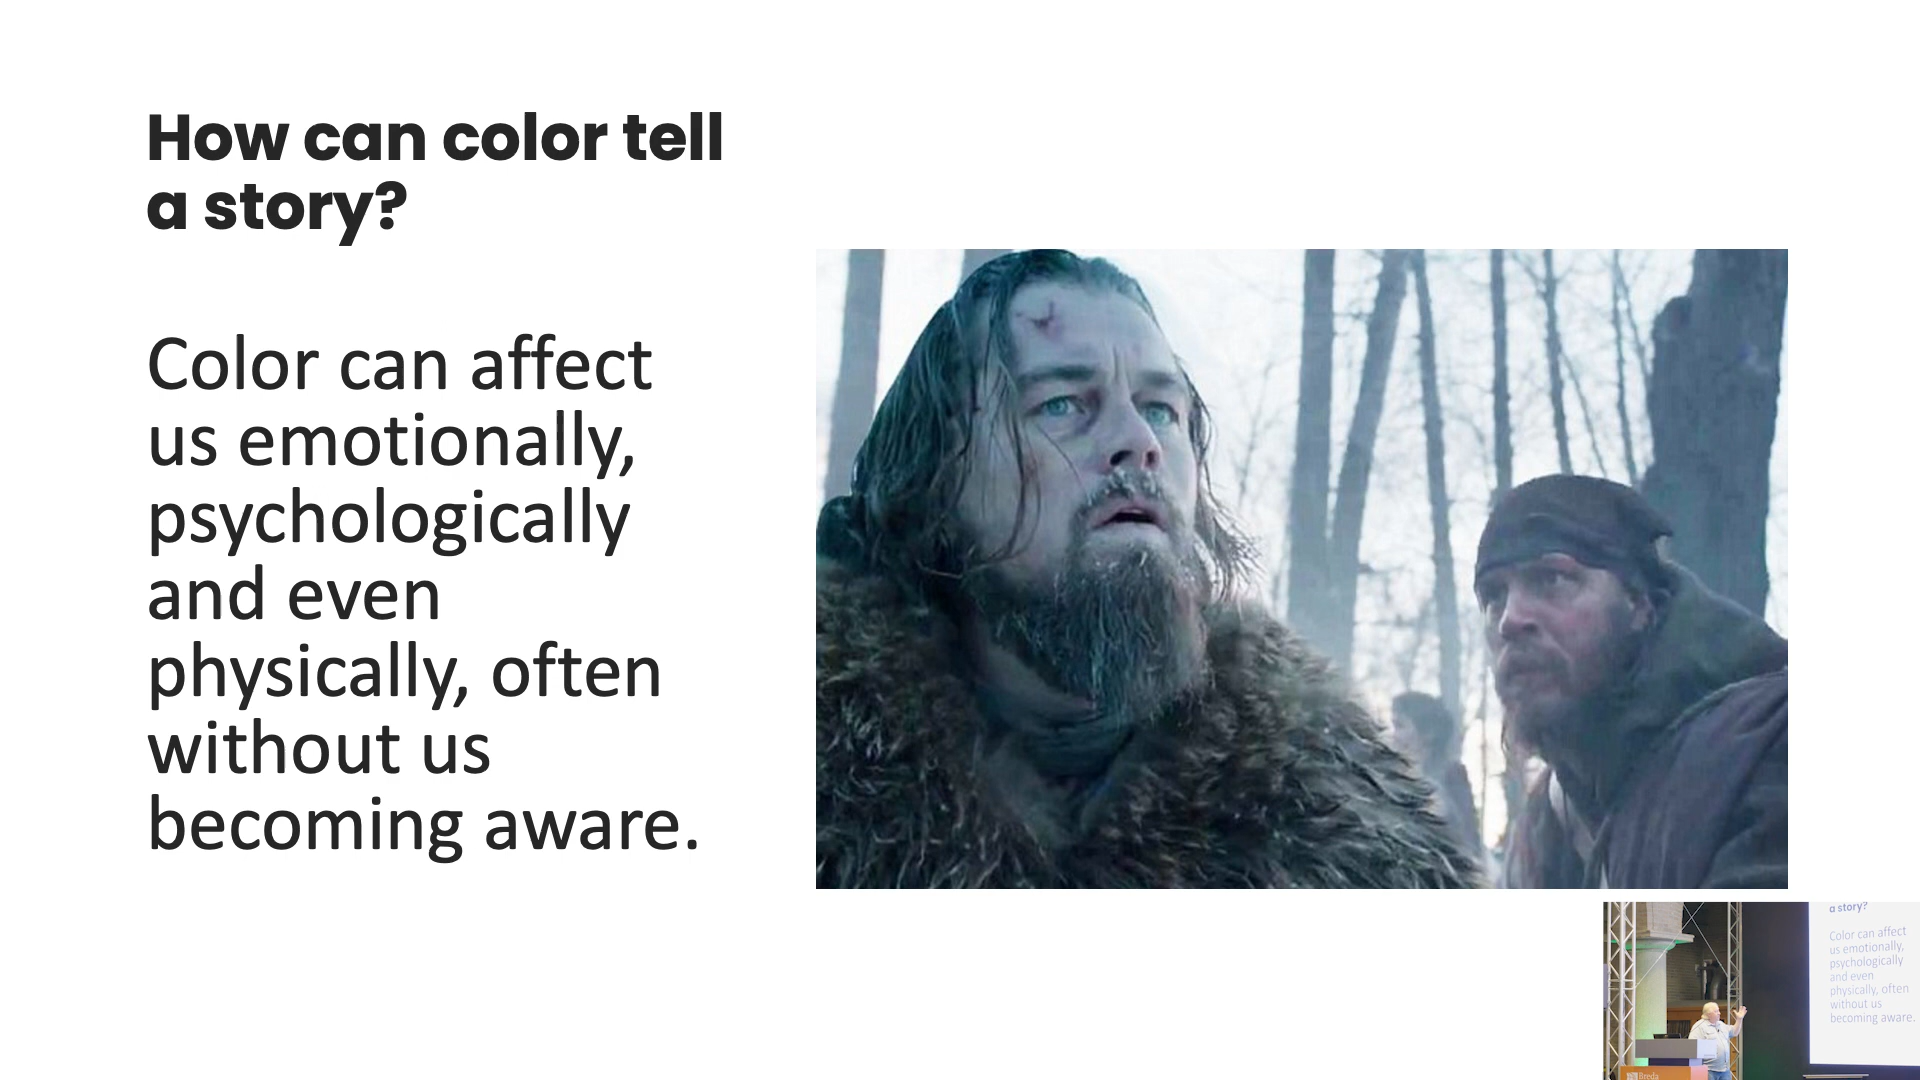 How can color tell
a story?
Color can affect
us emotionally,
psychologically
and even
physically, often
without us
becoming aware.
a story?
Color can affect
us emotionally,
psychologically
and even
physically, often
without us
becoming aware.
Breda